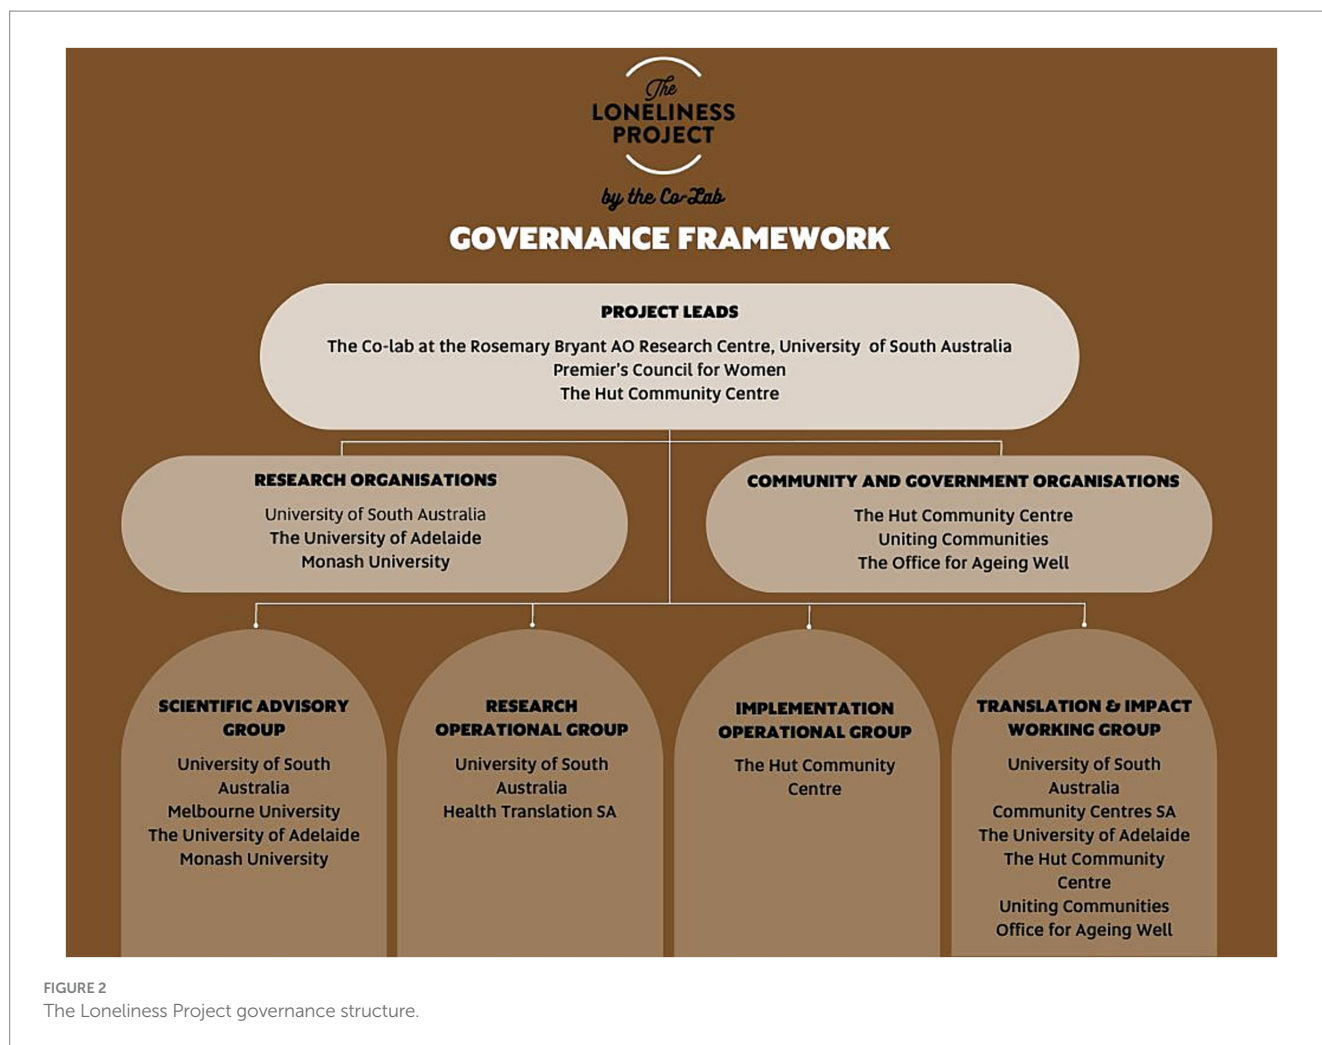 The
LONELINESS
PROJECT
by the Co-Lab
GOVERNANCE FRAMEWORK
PROJECT LEADS
The Co-lab at the Rosemary Bryant AO Research Centre, University of South Australia
Premier's Council for Women
The Hut Community Centre
RESEARCH ORGANISATIONS
University of South Australia
The University of Adelaide
Monash University
COMMUNITY AND GOVERNMENT ORGANISATIONS
The Hut Community Centre
Uniting Communities
The Office for Ageing Well
SCIENTIFIC ADVISORY
GROUP
University of South
Australia
Melbourne University
The University of Adelaide
Monash University
RESEARCH
OPERATIONAL GROUP
University of South
Australia
Health Translation SA
IMPLEMENTATION
OPERATIONAL GROUP
The Hut Community
Centre
TRANSLATION & IMPACT
WORKING GROUP
University of South
Australia
Community Centres SA
The University of Adelaide
The Hut Community
Centre
Uniting Communities
Office for Ageing Well
FIGURE 2
The Loneliness Project governance structure.